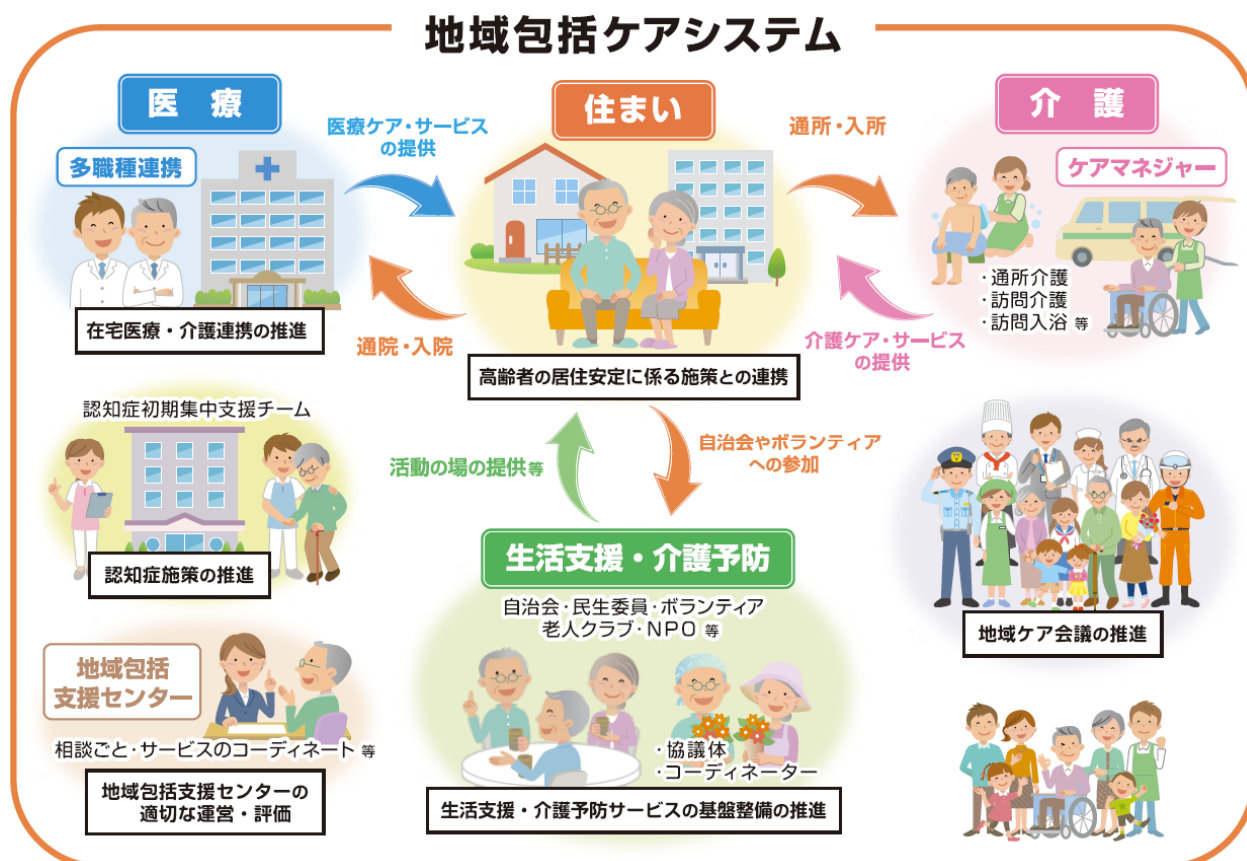 地域包括ケアシステム
医療
多職種連携
在宅医療・介護連携の推進
医療ケア・サービス
の提供
通院・入院
住まい
高齢者の居住安定に係る施策との連携
通所・入所
介護ケア・サービス
の提供
介護
ケアマネジャー
・通所介護
・訪問介護
・訪問入浴 等
認知症初期集中支援チーム
認知症施策の推進
活動の場の提供等
自治会やボランティア
への参加
生活支援・介護予防
自治会・民生委員・ボランティア
老人クラブ・NPO 等
・協議体
・コーディネーター
生活支援・介護予防サービスの基盤整備の推進
地域ケア会議の推進
地域包括
支援センター
相談ごと・サービスのコーディネート 等
地域包括支援センターの
適切な運営・評価